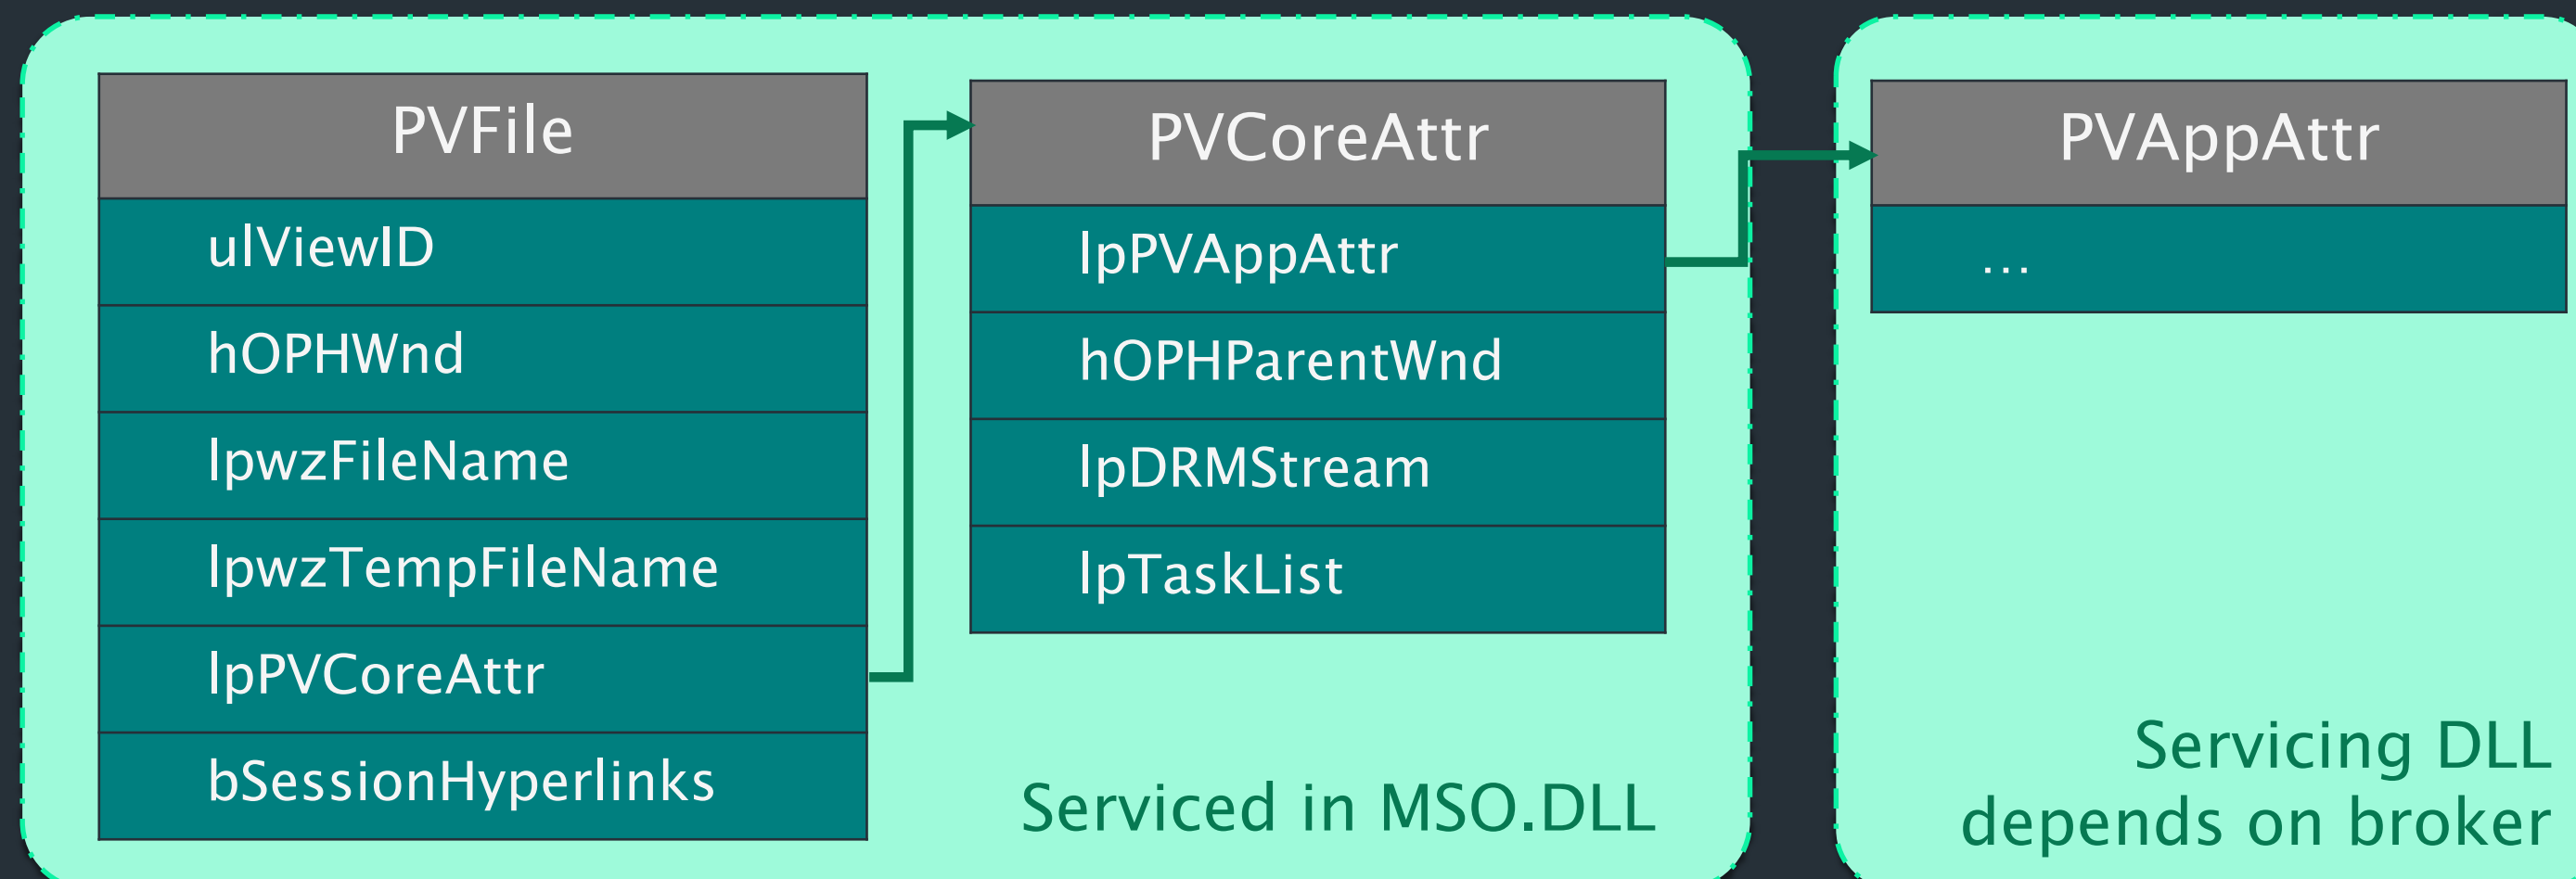 PVFile
ulViewID
hOPHWnd
lpwzFileName
lpwzTempFileName
lpPVCoreAttr
bSessionHyperlinks
PVCoreAttr
lpPVAppAttr
hOPHParentWnd
lpDRMStream
lpTaskList
Serviced in MSO.DLL
PVAppAttr
...
Servicing DLL
depends on broker